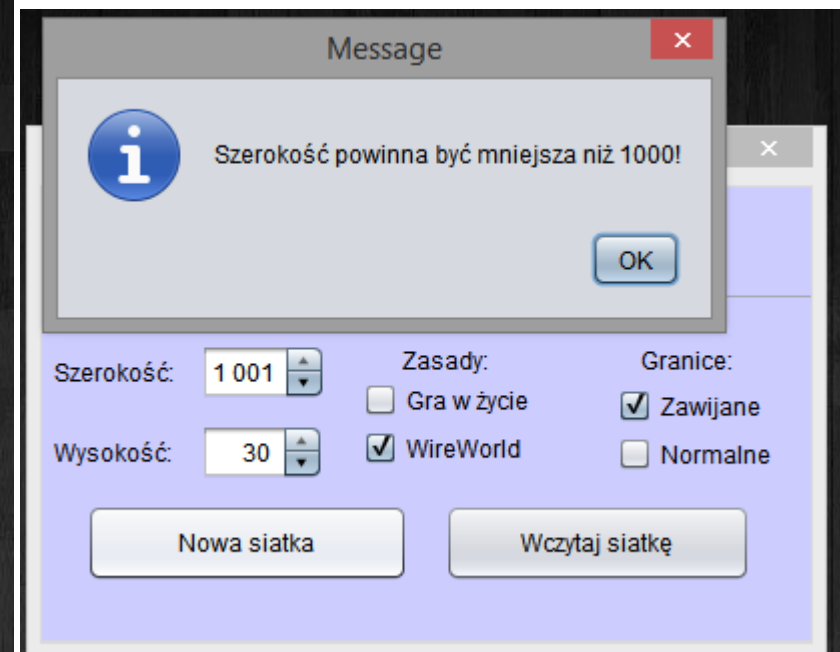 Message
Szerokość powinna być mniejsza niż 1000!
OK
Szerokość: 1 001
Wysokość: 30
Zasady:
Gra w życie
WireWorld
Granice:
Zawijane
Normalne
Nowa siatka
Wczytaj siatkę